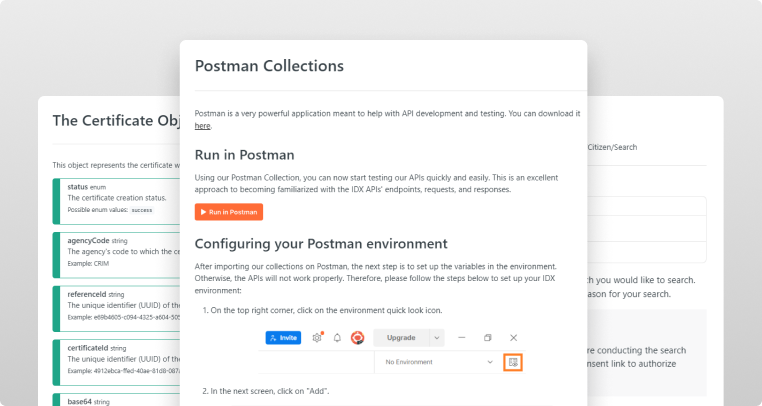 Postman Collections
Postman is a very powerful application meant to help with API development and testing. You can download it
here.
Run in Postman
Using our Postman Collection, you can now start testing our APIs quickly and easily. This is an excellent
approach to becoming familiarized with the IDX APIs' endpoints, requests, and responses.
Run in Postman
Configuring your Postman environment
After importing our collections on Postman, the next step is to set up the variables in the environment.
Otherwise, the APIs will not work properly. Therefore, please follow the steps below to set up your IDX
environment:
1. On the top right corner, click on the environment quick look icon.
Invite
Upgrade
No Environment
2. In the next screen, click on "Add".
The Certificate Obj
This object represents the certificate w
status enum
The certificate creation status.
Possible enum values: success
agencyCode string
The agency's code to which the ce
Example: CRIM
referenceId string
The unique identifier (UUID) of the
Example: e69b4605-c094-4325-a604-505
certificateId string
The unique identifier (UUID) of the
Example: 4912ebca-ffed-40ae-81d8-087
base64 string
Citizen/Search
h you would like to search.
ason for your search.
re conducting the search
nsent link to authorize